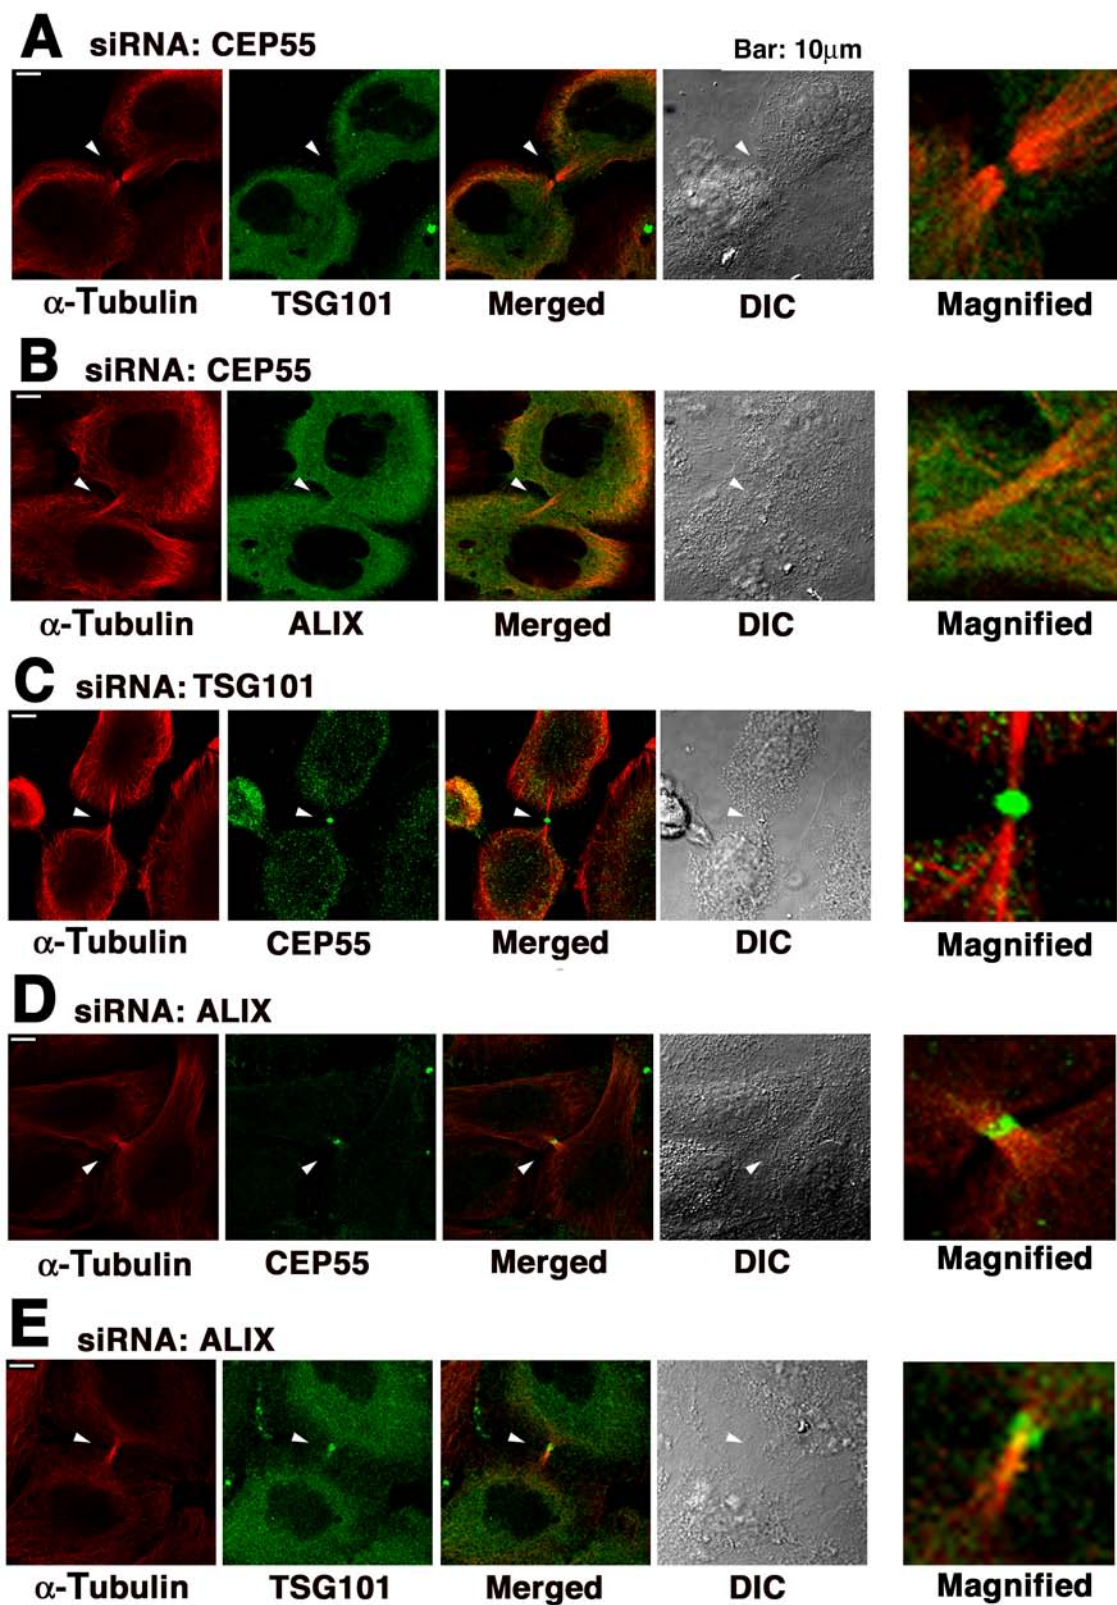 A siRNA: CEP55 Bar: 10μm
α-Tubulin TSG101 Merged DIC Magnified
B siRNA: CEP55
α-Tubulin ALIX Merged DIC Magnified
C siRNA: TSG101
α-Tubulin CEP55 Merged DIC Magnified
D siRNA: ALIX
α-Tubulin CEP55 Merged DIC Magnified
E siRNA: ALIX
α-Tubulin TSG101 Merged DIC Magnified